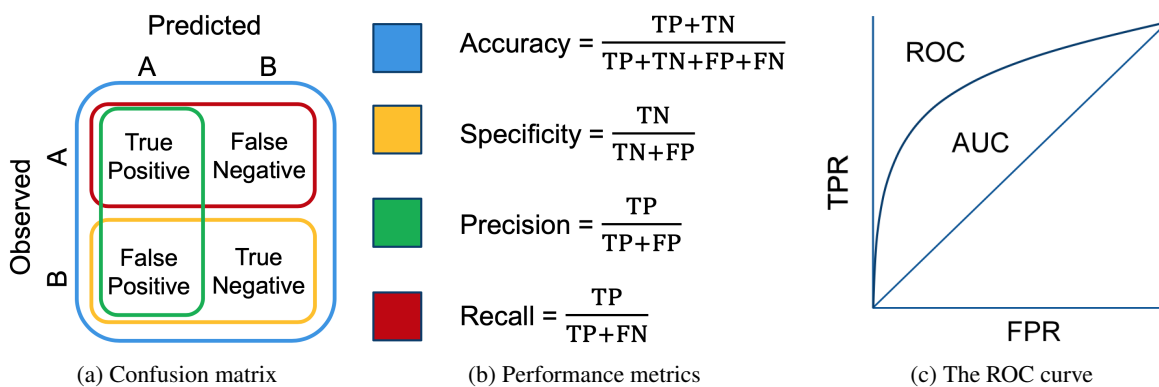 Predicted
A B
Observed
A
True
Positive
False
Negative
B
False
Positive
True
Negative
(a) Confusion matrix
Accuracy = TP+TN
TP+TN+FP+FN
Specificity = TN
TN+FP
Precision = TP
TP+FP
Recall = TP
TP+FN
(b) Performance metrics
ROC
AUC
TPR
FPR
(c) The ROC curve